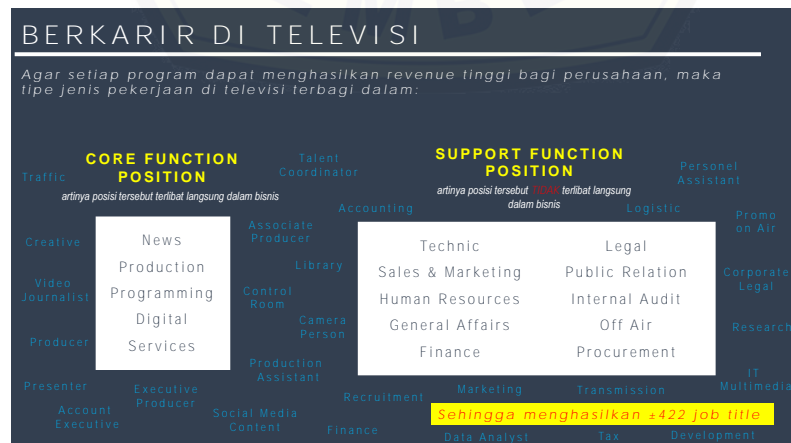 BERKARIR DI TELEVISI
Agar setiap program dapat menghasilkan revenue tinggi bagi perusahaan, maka
tipe jenis pekerjaan di televisi terbagi dalam:
CORE FUNCTION
POSITION
artinya posisi tersebut terlibat langsung dalam bisnis
SUPPORT FUNCTION
POSITION
artinya posisi tersebut TIDAK terlibat langsung
dalam bisnis
News
Production
Programming
Digital
Services
Technic
Sales & Marketing
Human Resources
General Affairs
Finance
Legal
Public Relation
Internal Audit
Off Air
Procurement
Traffic
Talent
Coordinator
Personel
Assistant
Accounting
Logistic
Promo
on Air
Creative
Associate
Producer
Library
Video
Journalist
Control
Room
Corporate
Legal
Camera
Person
Research
Producer
Production
Assistant
IT
Multimedia
Presenter
Executive
Producer
Recruitment
Marketing
Transmission
Account
Executive
Social Media
Content
Finance
Data Analyst
Tax
Development
Sehingga menghasilkan ±422 job title